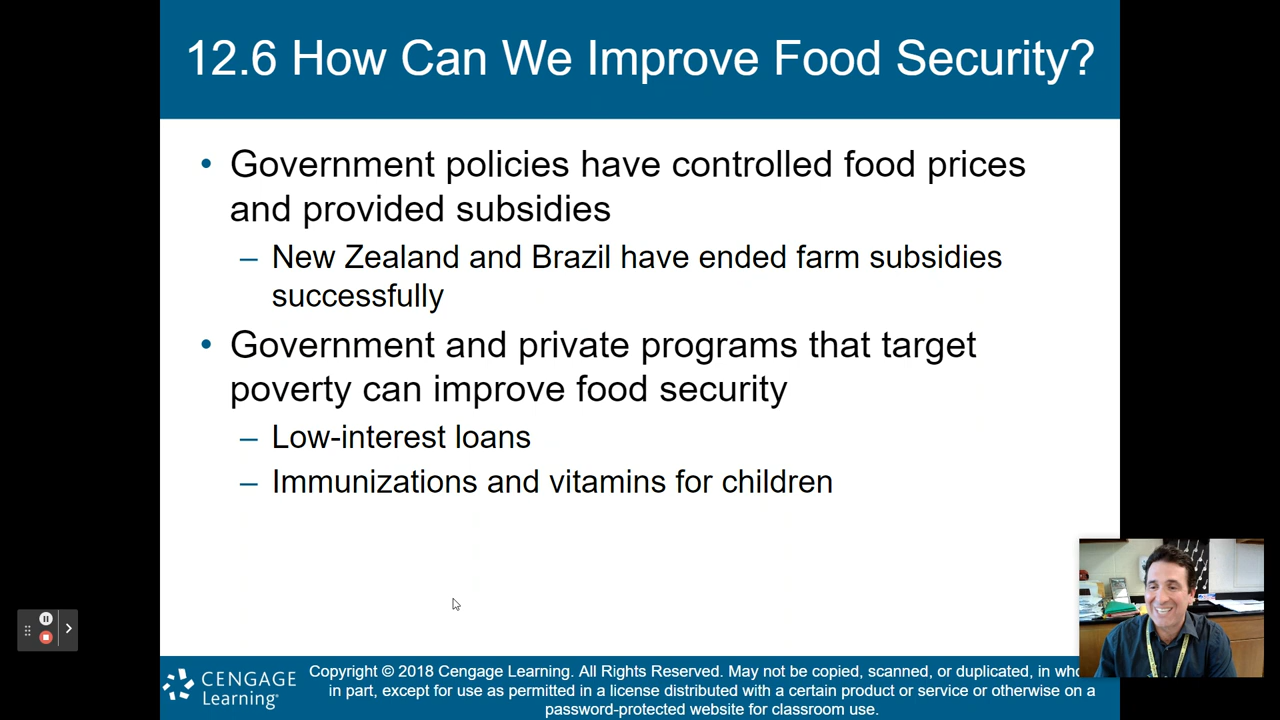 12.6 How Can We Improve Food Security?
• Government policies have controlled food prices
and provided subsidies
– New Zealand and Brazil have ended farm subsidies
successfully
• Government and private programs that target
poverty can improve food security
– Low-interest loans
– Immunizations and vitamins for children
CENGAGE
Learning®
Copyright © 2018 Cengage Learning. All Rights Reserved. May not be copied, scanned, or duplicated, in
in part, except for use as permitted in a license distributed with a certain product or service or otherwise on a
password-protected website for classroom use.